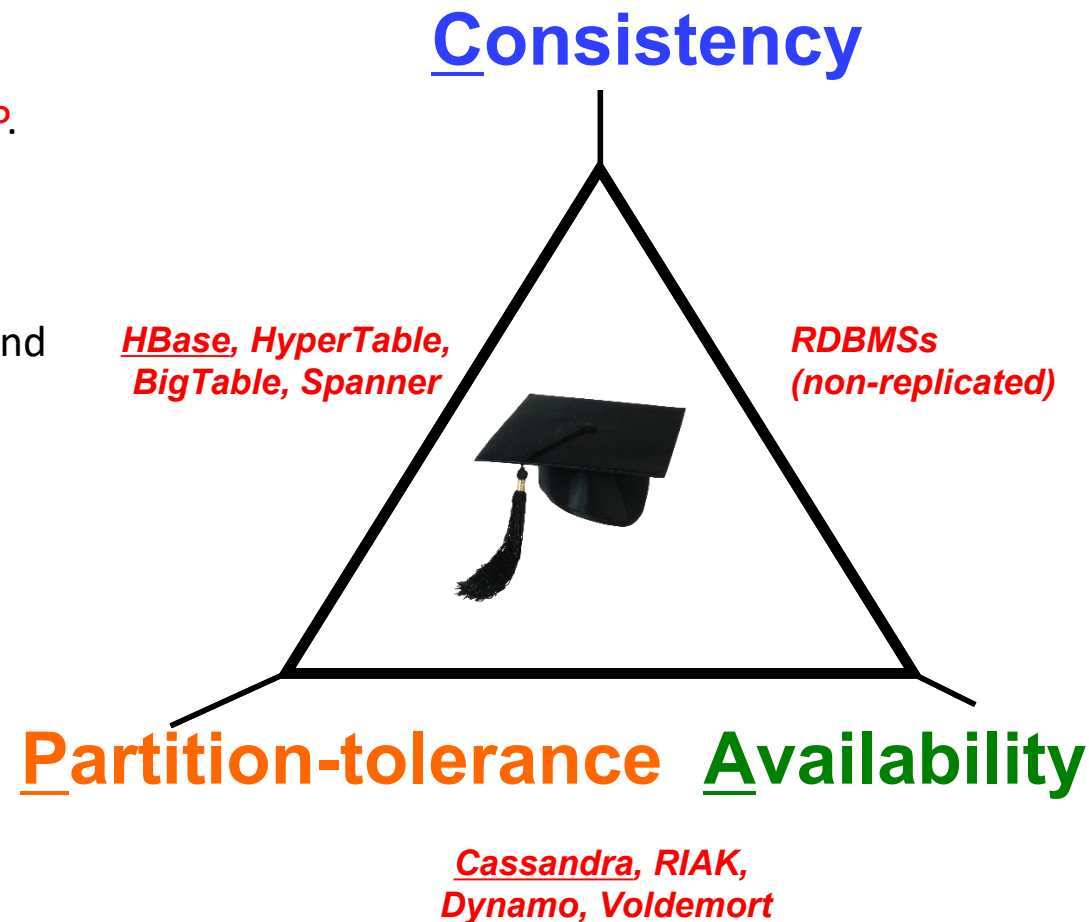 Consistency
P.
HBase, HyperTable,
BigTable, Spanner
RDBMSs
(non-replicated)
Partition-tolerance
Availability
Cassandra, RIAK,
Dynamo, Voldemort